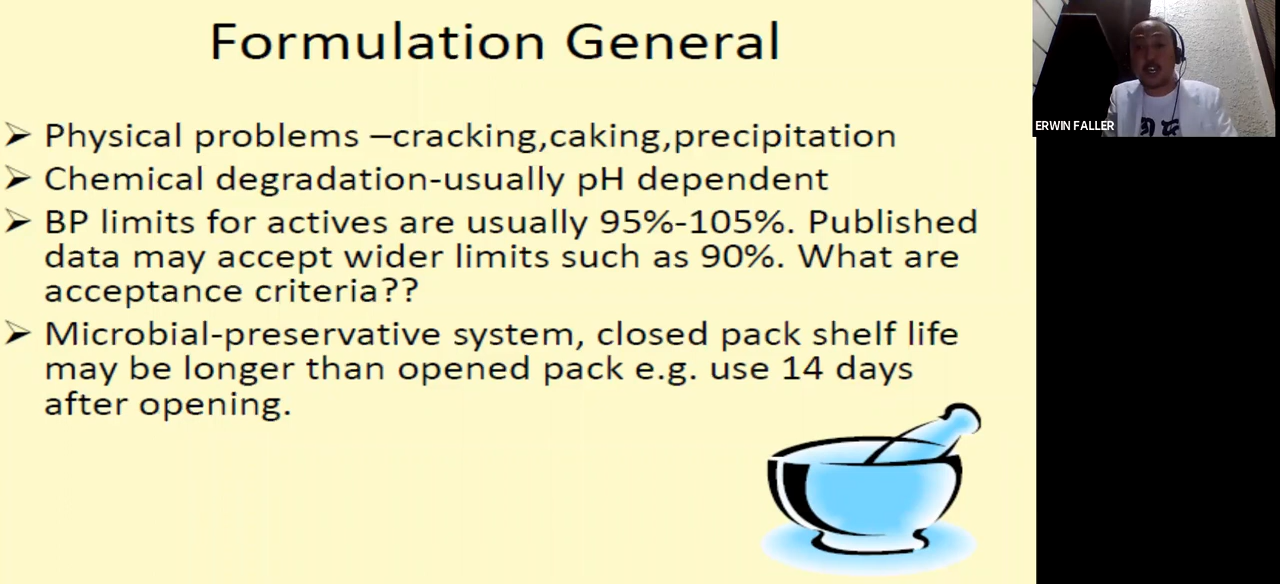 Formulation General
➢ Physical problems –cracking,caking,precipitation
➢ Chemical degradation-usually pH dependent
➢ BP limits for actives are usually 95%-105%. Published
data may accept wider limits such as 90%. What are
acceptance criteria??
➢ Microbial-preservative system, closed pack shelf life
may be longer than opened pack e.g. use 14 days
after opening.
ERWIN FALLER